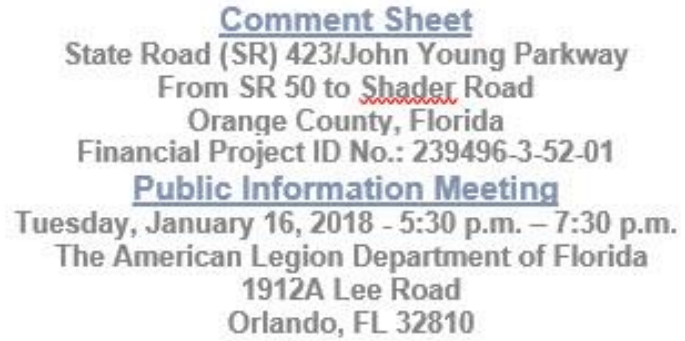 Comment Sheet
State Road (SR) 423/John Young Parkway
From SR 50 to Shader Road
Orange County, Florida
Financial Project ID No.: 239496-3-52-01
Public Information Meeting
Tuesday, January 16, 2018 - 5:30 p.m. – 7:30 p.m.
The American Legion Department of Florida
1912A Lee Road
Orlando, FL 32810